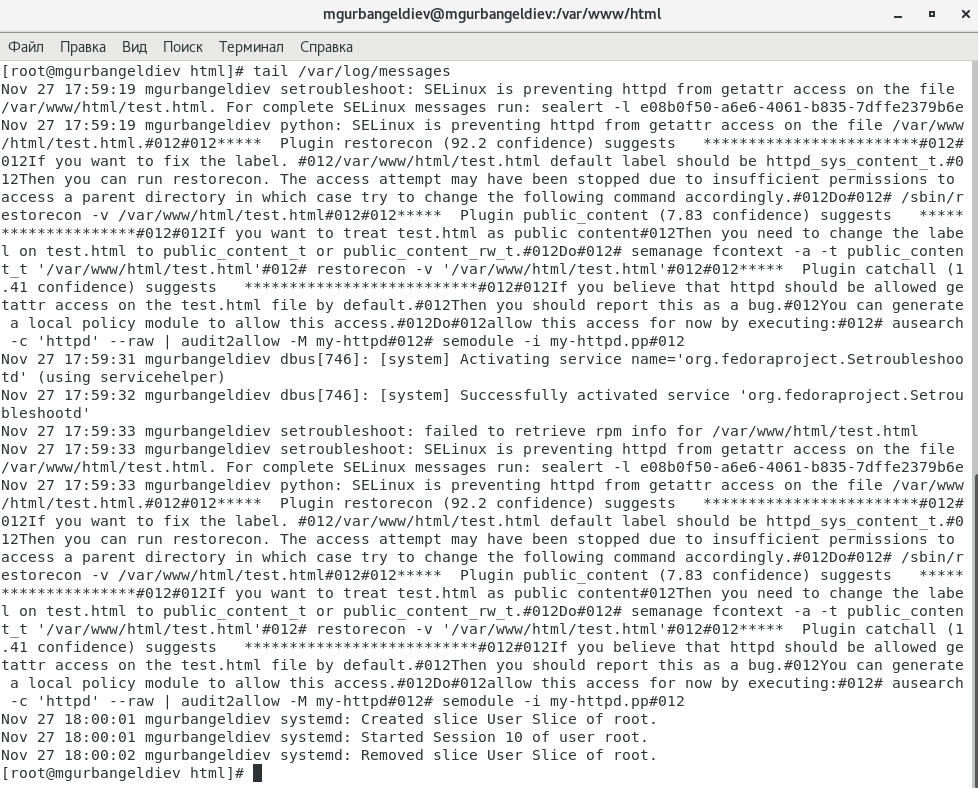 mgurbangeldiev@mgurbangeldiev:/var/www/html
Файл Правка Вид Поиск Терминал Справка
[root@mgurbangeldiev html]# tail /var/log/messages
Nov 27 17:59:19 mgurbangeldiev setroubleshoot: SELinux is preventing httpd from getattr access on the file
/var/www/html/test.html. For complete SELinux messages run: sealert -l e08b0f50-a6e6-4061-b835-7dffe2379b6e
Nov 27 17:59:19 mgurbangeldiev python: SELinux is preventing httpd from getattr access on the file /var/www
/html/test.html.#012#012*****  Plugin restorecon (92.2 confidence) suggests   ************************#012#
012If you want to fix the label. #012/var/www/html/test.html default label should be httpd_sys_content_t.#0
12Then you can run restorecon. The access attempt may have been stopped due to insufficient permissions to
access a parent directory in which case try to change the following command accordingly.#012Do#012# /sbin/r
estorecon -v /var/www/html/test.html#012#012*****  Plugin public_content (7.83 confidence) suggests   *****
***************#012#012If you want to treat test.html as public content#012Then you need to change the labe
l on test.html to public_content_t or public_content_rw_t.#012Do#012# semanage fcontext -a -t public_conten
t_t '/var/www/html/test.html'#012# restorecon -v '/var/www/html/test.html'#012#012*****  Plugin catchall (1
.41 confidence) suggests   **************************#012#012If you believe that httpd should be allowed ge
tattr access on the test.html file by default.#012Then you should report this as a bug.#012You can generate
 a local policy module to allow this access.#012Do#012allow this access for now by executing:#012# ausearch
 -c 'httpd' --raw | audit2allow -M my-httpd#012# semodule -i my-httpd.pp#012
Nov 27 17:59:31 mgurbangeldiev dbus[746]: [system] Activating service name='org.fedoraproject.Setroubleshoo
td' (using servicehelper)
Nov 27 17:59:32 mgurbangeldiev dbus[746]: [system] Successfully activated service 'org.fedoraproject.Setrou
bleshootd'
Nov 27 17:59:33 mgurbangeldiev setroubleshoot: failed to retrieve rpm info for /var/www/html/test.html
Nov 27 17:59:33 mgurbangeldiev setroubleshoot: SELinux is preventing httpd from getattr access on the file
/var/www/html/test.html. For complete SELinux messages run: sealert -l e08b0f50-a6e6-4061-b835-7dffe2379b6e
Nov 27 17:59:33 mgurbangeldiev python: SELinux is preventing httpd from getattr access on the file /var/www
/html/test.html.#012#012*****  Plugin restorecon (92.2 confidence) suggests   ************************#012#
012If you want to fix the label. #012/var/www/html/test.html default label should be httpd_sys_content_t.#0
12Then you can run restorecon. The access attempt may have been stopped due to insufficient permissions to
access a parent directory in which case try to change the following command accordingly.#012Do#012# /sbin/r
estorecon -v /var/www/html/test.html#012#012*****  Plugin public_content (7.83 confidence) suggests   *****
***************#012#012If you want to treat test.html as public content#012Then you need to change the labe
l on test.html to public_content_t or public_content_rw_t.#012Do#012# semanage fcontext -a -t public_conten
t_t '/var/www/html/test.html'#012# restorecon -v '/var/www/html/test.html'#012#012*****  Plugin catchall (1
.41 confidence) suggests   **************************#012#012If you believe that httpd should be allowed ge
tattr access on the test.html file by default.#012Then you should report this as a bug.#012You can generate
 a local policy module to allow this access.#012Do#012allow this access for now by executing:#012# ausearch
 -c 'httpd' --raw | audit2allow -M my-httpd#012# semodule -i my-httpd.pp#012
Nov 27 18:00:01 mgurbangeldiev systemd: Created slice User Slice of root.
Nov 27 18:00:01 mgurbangeldiev systemd: Started Session 10 of user root.
Nov 27 18:00:02 mgurbangeldiev systemd: Removed slice User Slice of root.
[root@mgurbangeldiev html]#